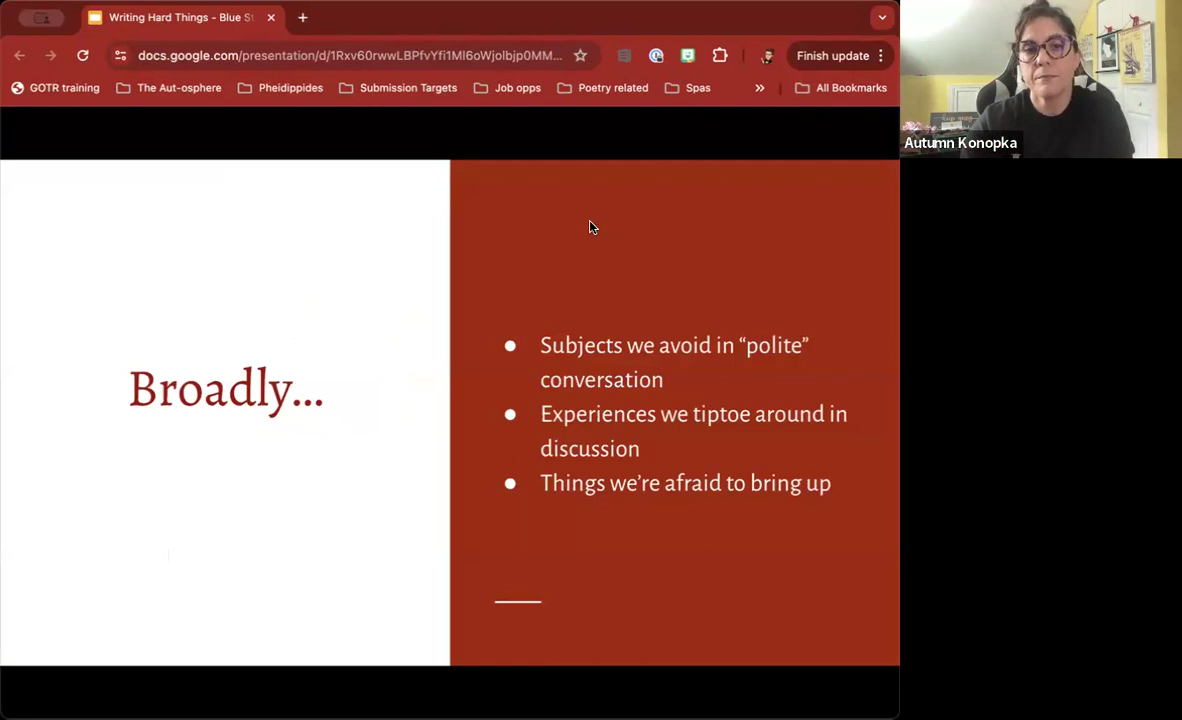 Writing Hard Things - Blue St
docs.google.com/presentation/d/1Rxv60rwwLBPfvYfi1Ml6oWjolbjp0MM...
Finish update
GOTR training
The Aut-osphere
Pheidippides
Submission Targets
Job opps
Poetry related
Spas
»
All Bookmarks
Autumn Konopka
Broadly...
● Subjects we avoid in “polite”
conversation
● Experiences we tiptoe around in
discussion
● Things we’re afraid to bring up